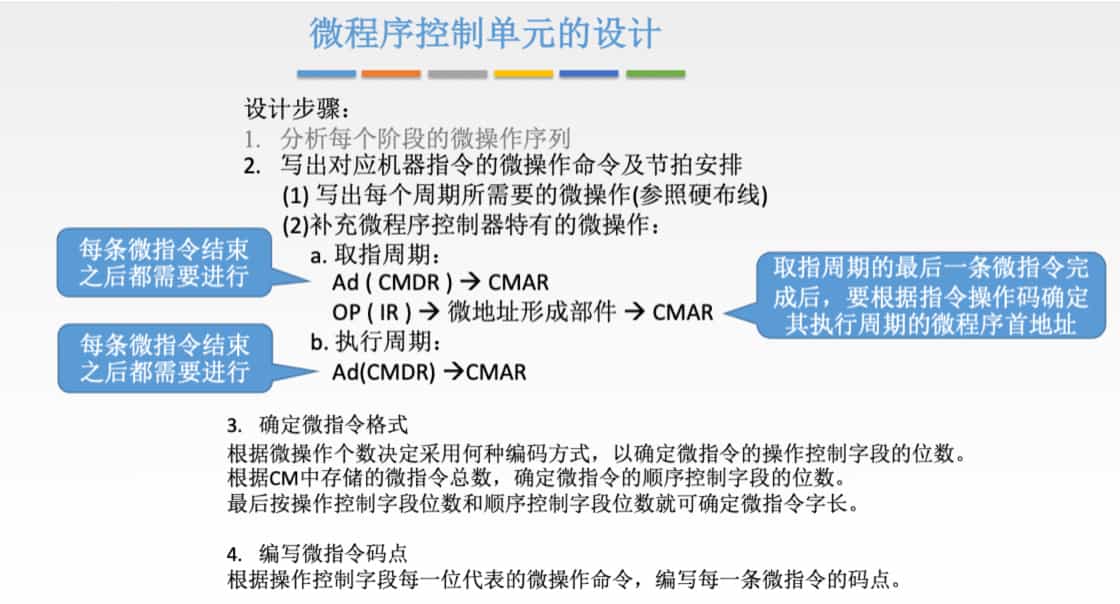 微程序控制单元的设计
设计步骤：
1. 分析每个阶段的微操作序列
2. 写出对应机器指令的微操作命令及节拍安排
(1) 写出每个周期所需要的微操作(参照硬布线)
(2)补充微程序控制器特有的微操作：
每条微指令结束
之后都需要进行
a. 取指周期：
Ad ( CMDR ) → CMAR
OP ( IR ) → 微地址形成部件 → CMAR
取指周期的最后一条微指令完
成后，要根据指令操作码确定
其执行周期的微程序首地址
每条微指令结束
之后都需要进行
b. 执行周期：
Ad(CMDR) →CMAR
3. 确定微指令格式
根据微操作个数决定采用何种编码方式，以确定微指令的操作控制字段的位数。
根据CM中存储的微指令总数，确定微指令的顺序控制字段的位数。
最后按操作控制字段位数和顺序控制字段位数就可确定微指令字长。
4. 编写微指令码点
根据操作控制字段每一位代表的微操作命令，编写每一条微指令的码点。